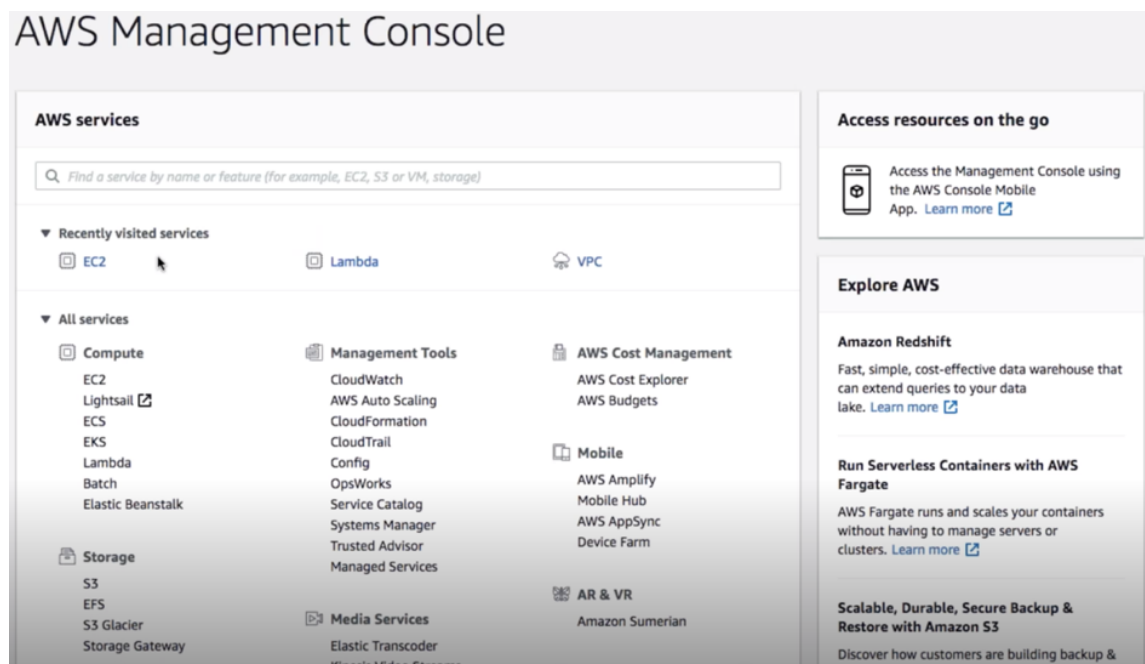 AWS Management Console
AWS services
Find a service by name or feature (for example, EC2, S3 or VM, storage)
Recently visited services
EC2
Lambda
VPC
All services
Compute
EC2
Lightsail
ECS
EKS
Lambda
Batch
Elastic Beanstalk
Storage
S3
EFS
S3 Glacier
Storage Gateway
Management Tools
CloudWatch
AWS Auto Scaling
CloudFormation
CloudTrail
Config
OpsWorks
Service Catalog
Systems Manager
Trusted Advisor
Managed Services
Media Services
Elastic Transcoder
Kinesis Video Streams
AWS Cost Management
AWS Cost Explorer
AWS Budgets
Mobile
AWS Amplify
Mobile Hub
AWS AppSync
Device Farm
AR & VR
Amazon Sumerian
Access resources on the go
Access the Management Console using
the AWS Console Mobile
App. Learn more
Explore AWS
Amazon Redshift
Fast, simple, cost-effective data warehouse that
can extend queries to your data
lake. Learn more
Run Serverless Containers with AWS
Fargate
AWS Fargate runs and scales your containers
without having to manage servers or
clusters. Learn more
Scalable, Durable, Secure Backup &
Restore with Amazon S3
Discover how customers are building backup &